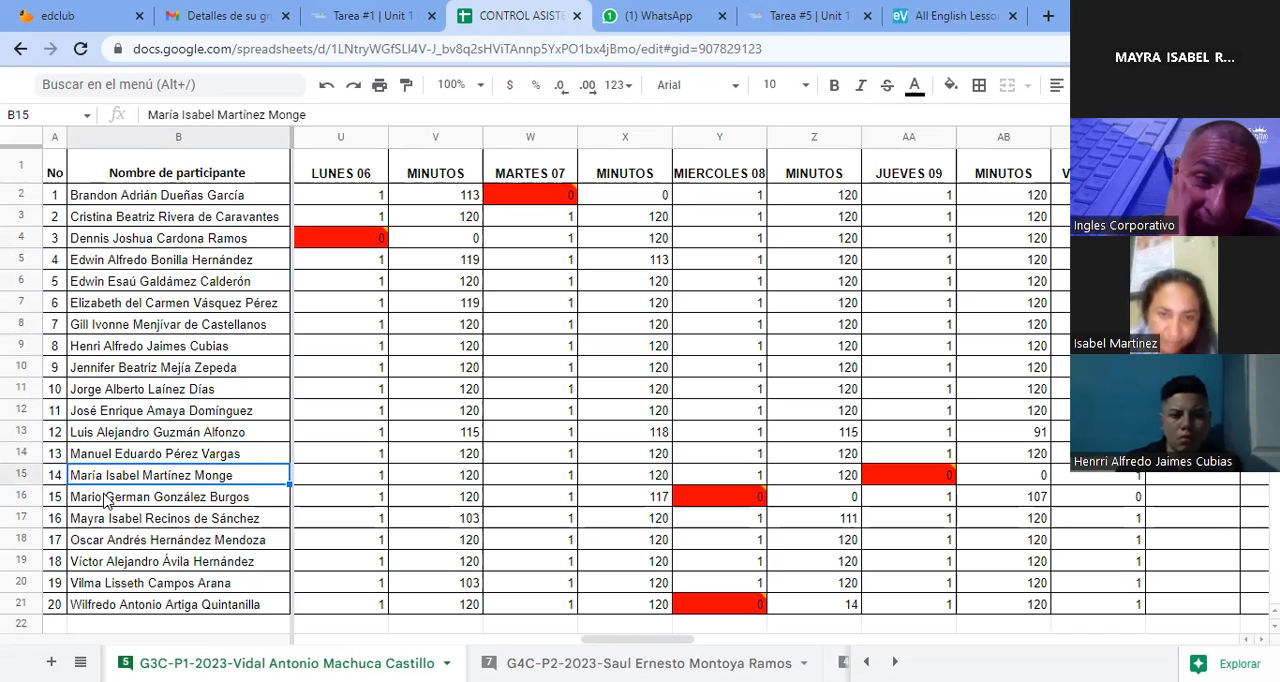 edclub
Detalles de su gr
Tarea #1 | Unit 1
CONTROL ASISTE
(1) WhatsApp
Tarea #5 | Unit 1
All English Lesso
docs.google.com/spreadsheets/d/1LNtryWGfSLI4V-J_bv8q2sHViTAnnp5YxPO1bx4jBmo/edit#gid=907829123
Buscar en el menú (Alt+/) 100% $ % .0 .00 123 Arial 10 B I S A
B15 fx María Isabel Martínez Monge
A B U V W X Y Z AA AB
1 No Nombre de participante LUNES 06 MINUTOS MARTES 07 MINUTOS MIERCOLES 08 MINUTOS JUEVES 09 MINUTOS V
2 1 Brandon Adrián Dueñas García 1 113 0 0 1 120 1 120
3 2 Cristina Beatriz Rivera de Caravantes 1 120 1 120 1 120 1 120
4 3 Dennis Joshua Cardona Ramos 0 0 1 120 1 120 1 120
5 4 Edwin Alfredo Bonilla Hernández 1 119 1 113 1 120 1 120
6 5 Edwin Esaú Galdámez Calderón 1 120 1 120 1 120 1 120
7 6 Elizabeth del Carmen Vásquez Pérez 1 119 1 120 1 120 1 120
8 7 Gill Ivonne Menjívar de Castellanos 1 120 1 120 1 120 1 120
9 8 Henri Alfredo Jaimes Cubias 1 120 1 120 1 120 1 120
10 9 Jennifer Beatriz Mejía Zepeda 1 120 1 120 1 120 1 120
11 10 Jorge Alberto Laínez Días 1 120 1 120 1 120 1 120
12 11 José Enrique Amaya Domínguez 1 120 1 120 1 120 1 120
13 12 Luis Alejandro Guzmán Alfonzo 1 115 1 118 1 115 1 91
14 13 Manuel Eduardo Pérez Vargas 1 120 1 120 1 120 1 120
15 14 María Isabel Martínez Monge 1 120 1 120 1 120 0 0 1
16 15 Mario German González Burgos 1 120 1 117 0 0 1 107 0
17 16 Mayra Isabel Recinos de Sánchez 1 103 1 120 1 111 1 120 1
18 17 Oscar Andrés Hernández Mendoza 1 120 1 120 1 120 1 120 1
19 18 Víctor Alejandro Ávila Hernández 1 120 1 120 1 120 1 120 1
20 19 Vilma Lisseth Campos Arana 1 103 1 120 1 120 1 120 1
21 20 Wilfredo Antonio Artiga Quintanilla 1 120 1 120 0 14 1 120 1
22
5 G3C-P1-2023-Vidal Antonio Machuca Castillo
7 G4C-P2-2023-Saul Ernesto Montoya Ramos
4
Explorar
MAYRA ISABEL R...
Ingles Corporativo
Isabel Martinez
Henrri Alfredo Jaimes Cubias